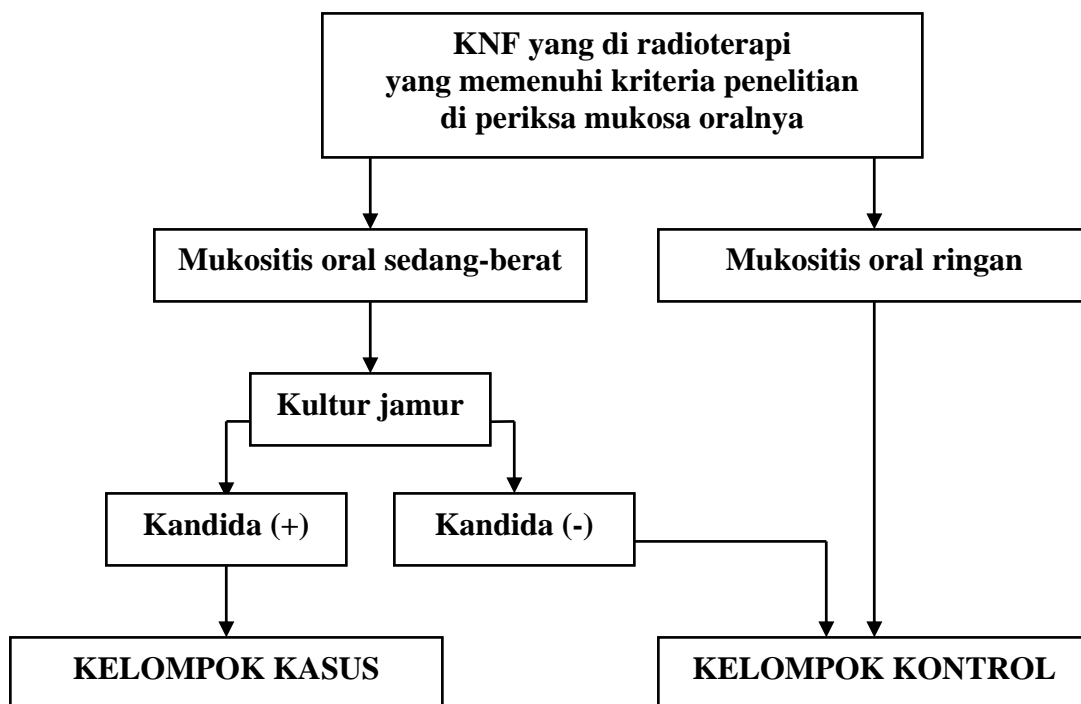 KNF yang di radioterapi
yang memenuhi kriteria penelitian
di periksa mukosa oralnya
Mukositis oral sedang-berat
Mukositis oral ringan
Kultur jamur
Kandida (+)
Kandida (-)
KELOMPOK KASUS
KELOMPOK KONTROL